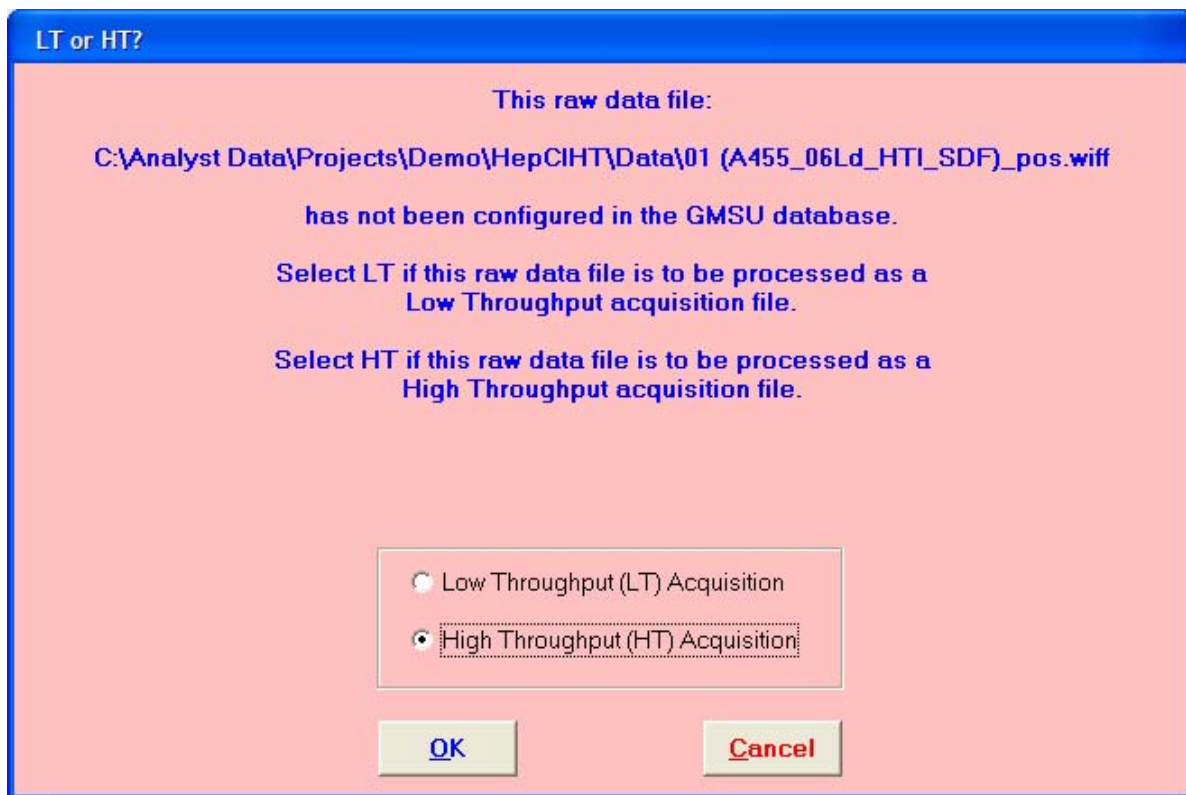 LT or HT?
This raw data file:
C:\Analyst Data\Projects\Demo\HepCIHT\Data\01 (A455_06Ld_HTI_SDF)_pos.wiff
has not been configured in the GMSU database.
Select LT if this raw data file is to be processed as a
Low Throughput acquisition file.
Select HT if this raw data file is to be processed as a
High Throughput acquisition file.
Low Throughput (LT) Acquisition
High Throughput (HT) Acquisition
OK
Cancel